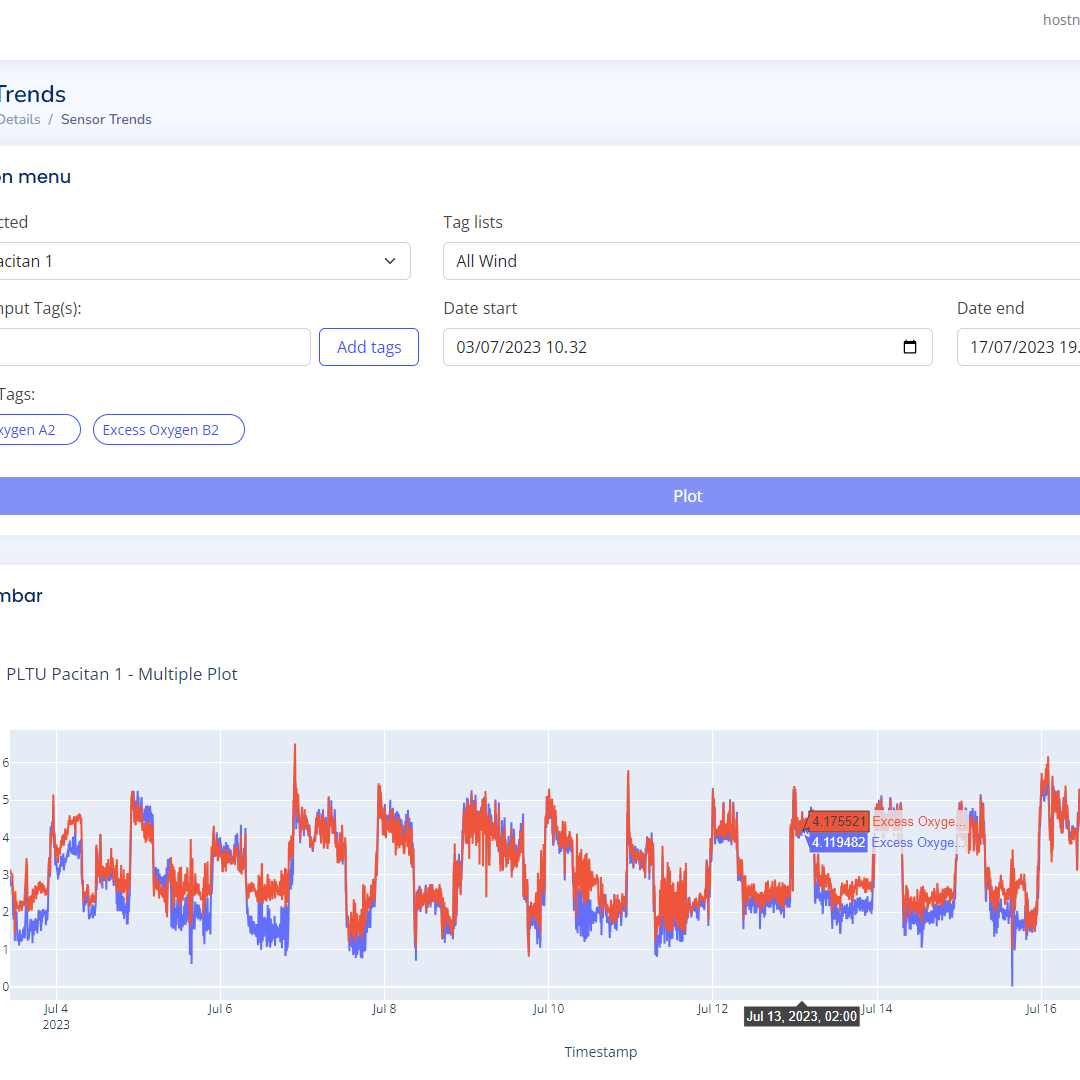 hostn
Trends
Details / Sensor Trends
on menu
cted
Tag lists
acitan 1
All Wind
nput Tag(s):
Date start
Date end
Add tags
03/07/2023 10.32
17/07/2023 19.
Tags:
xygen A2
Excess Oxygen B2
Plot
mbar
PLTU Pacitan 1 - Multiple Plot
6
5
4
3
2
1
0
4.175521 Excess Oxyge...
4.119482 Excess Oxyge...
Jul 4
2023
Jul 6
Jul 8
Jul 10
Jul 12
Jul 13, 2023, 02:00
Jul 14
Jul 16
Timestamp